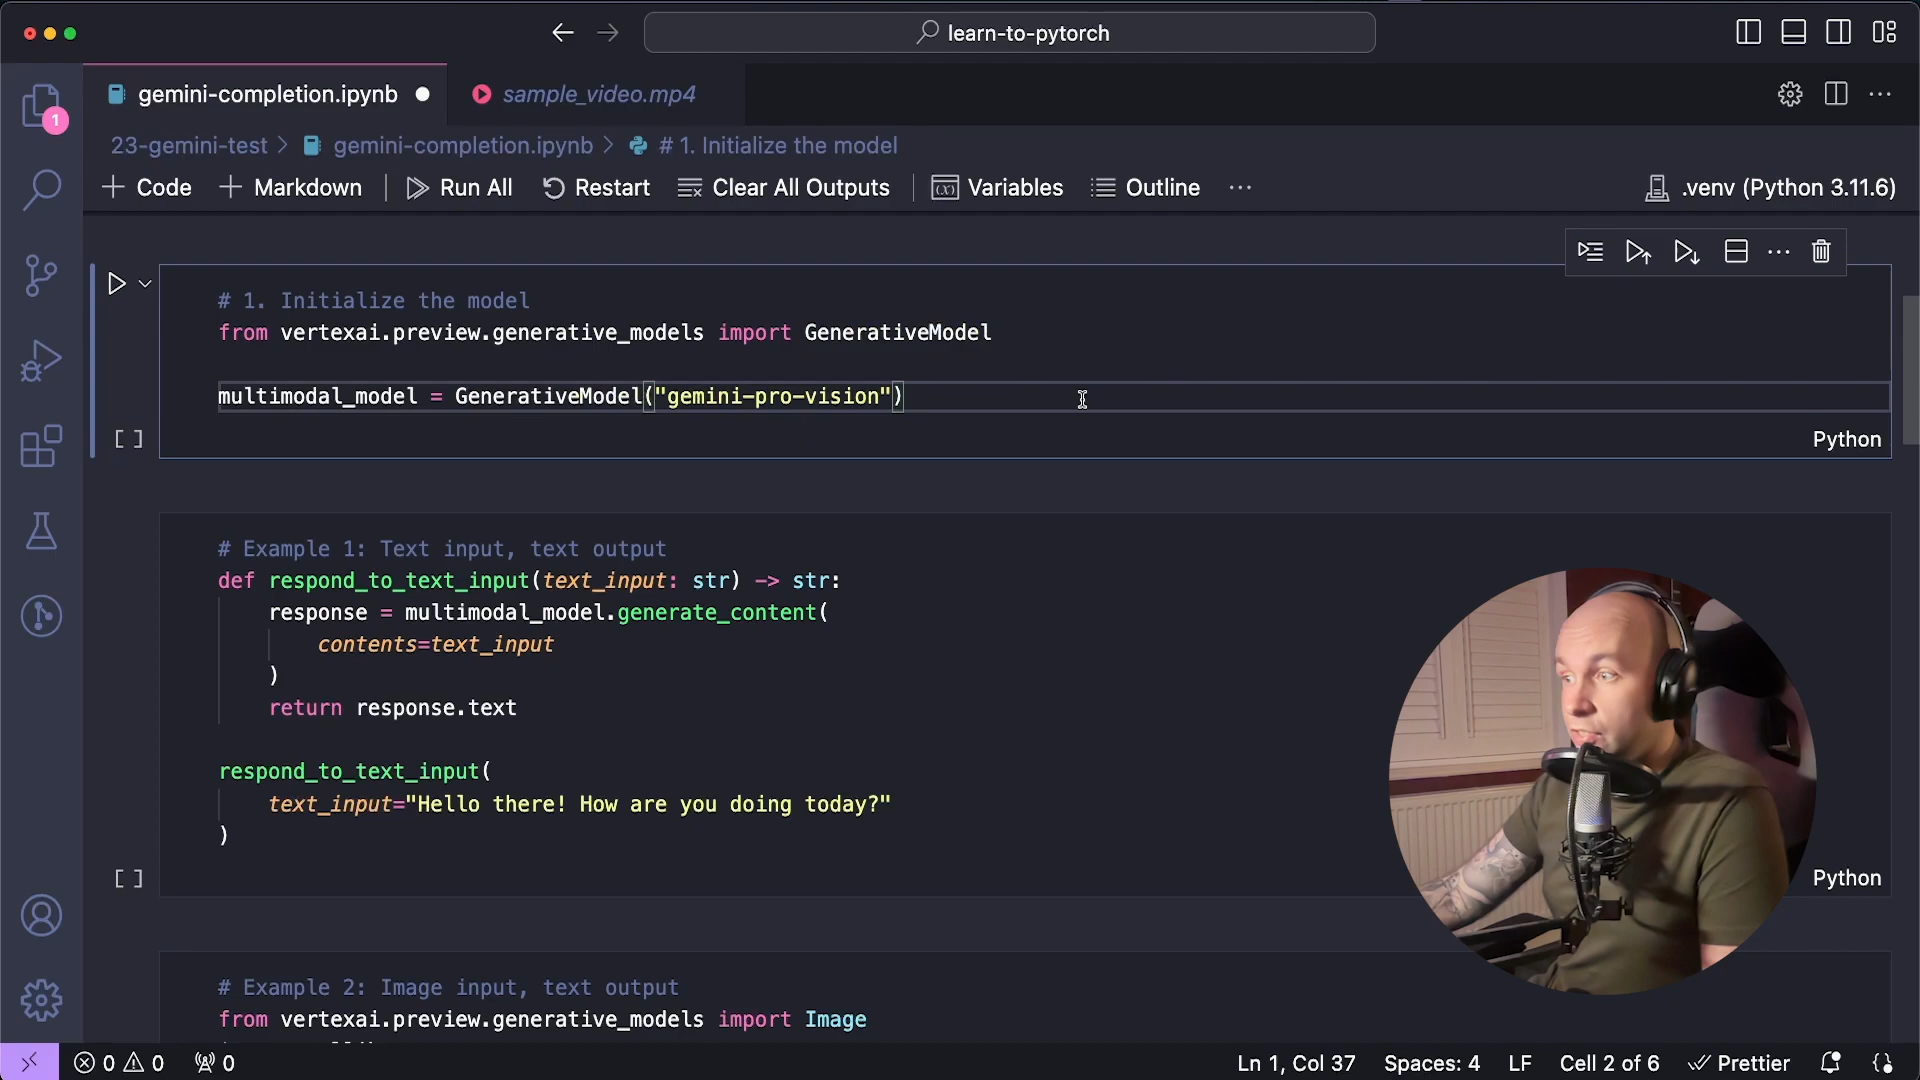 learn-to-pytorch
gemini-completion.ipynb
sample_video.mp4
1
23-gemini-test > gemini-completion.ipynb > # 1. Initialize the model
+ Code + Markdown Run All Restart Clear All Outputs Variables Outline ··· .venv (Python 3.11.6)
# 1. Initialize the model
from vertexai.preview.generative_models import GenerativeModel
multimodal_model = GenerativeModel("gemini-pro-vision")
[ ]
Python
# Example 1: Text input, text output
def respond_to_text_input(text_input: str) -> str:
response = multimodal_model.generate_content(
contents=text_input
)
return response.text
respond_to_text_input(
text_input="Hello there! How are you doing today?"
)
[ ]
Python
# Example 2: Image input, text output
from vertexai.preview.generative_models import Image
0 0 0 Ln 1, Col 37 Spaces: 4 LF Cell 2 of 6 Prettier